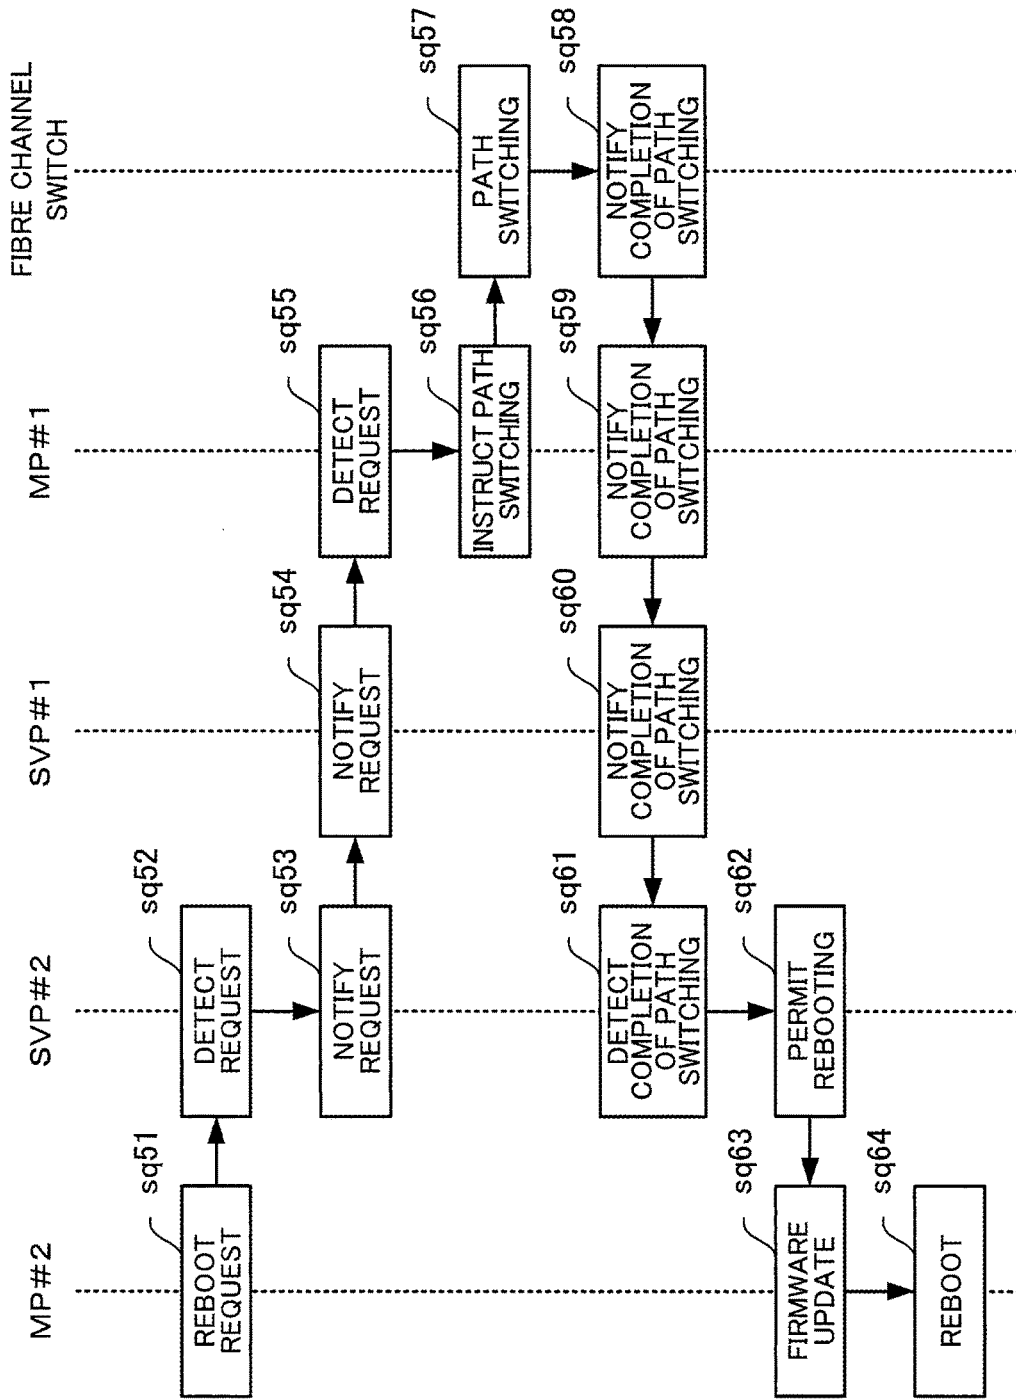 MP#2
SVP#2
SVP#1
MP#1
FIBRE CHANNEL
SWITCH
sq51
REBOOT
REQUEST
sq52
DETECT
REQUEST
sq53
NOTIFY
REQUEST
sq54
NOTIFY
REQUEST
sq55
DETECT
REQUEST
sq56
INSTRUCT PATH
SWITCHING
sq57
PATH
SWITCHING
sq58
NOTIFY
COMPLETION
OF PATH
SWITCHING
sq59
NOTIFY
COMPLETION
OF PATH
SWITCHING
sq60
NOTIFY
COMPLETION
OF PATH
SWITCHING
sq61
DETECT
COMPLETION
OF PATH
SWITCHING
sq62
PERMIT
REBOOTING
sq63
FIRMWARE
UPDATE
sq64
REBOOT